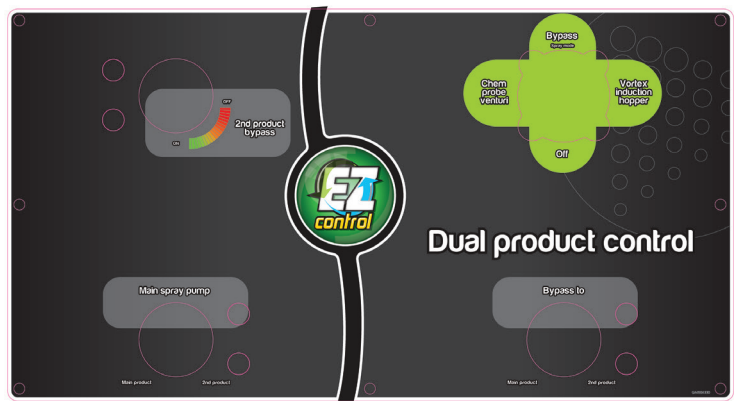 Bypass
Spray mode
Chem
probe
venturi
Vortex
induction
hopper
Off
OFF
2nd product
bypass
ON
EZ
control
Dual product control
Main spray pump
Bypass to
Main product
2nd product
Main product
2nd product